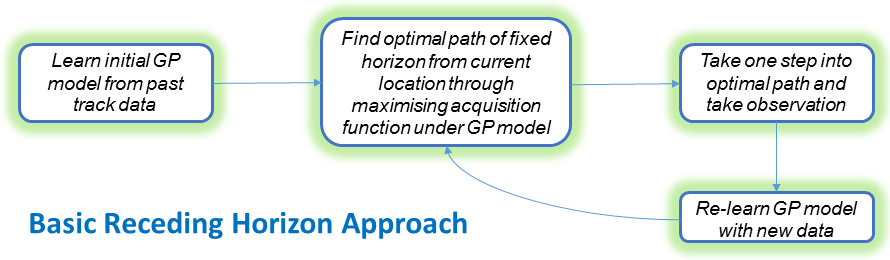 Learn initial GP
model from past
track data
Find optimal path of fixed
horizon from current
location through
maximising acquisition
function under GP model
Take one step into
optimal path and
take observation
Re-learn GP model
with new data
Basic Receding Horizon Approach